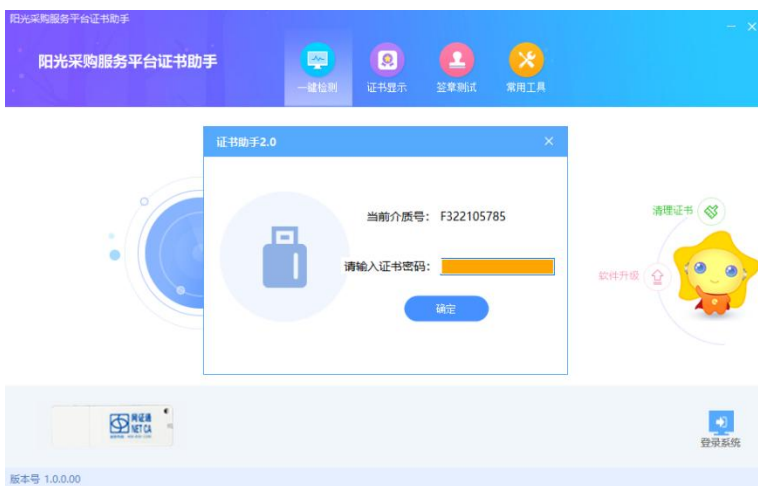 阳光采购服务平台证书助手
阳光采购服务平台证书助手
一键检测 证书显示 签章测试 常用工具
证书助手2.0
当前介质号： F322105785
请输入证书密码：
确定
清理证书
软件升级
网证通
NET CA
登录系统
版本号 1.0.0.00